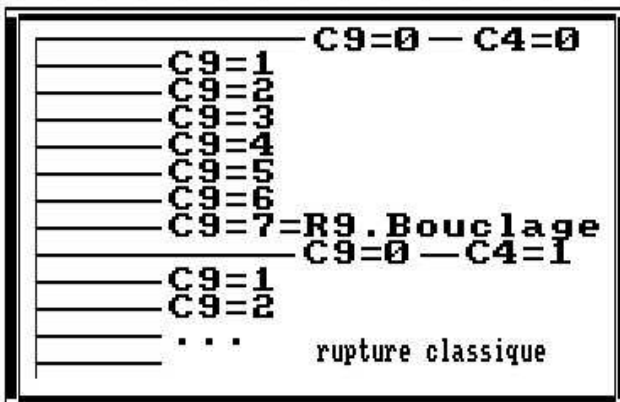 C9=0 — C4=0
C9=1
C9=2
C9=3
C9=4
C9=5
C9=6
C9=7=R9.Bouclage
C9=0 — C4=1
C9=1
C9=2
...
rupture classique